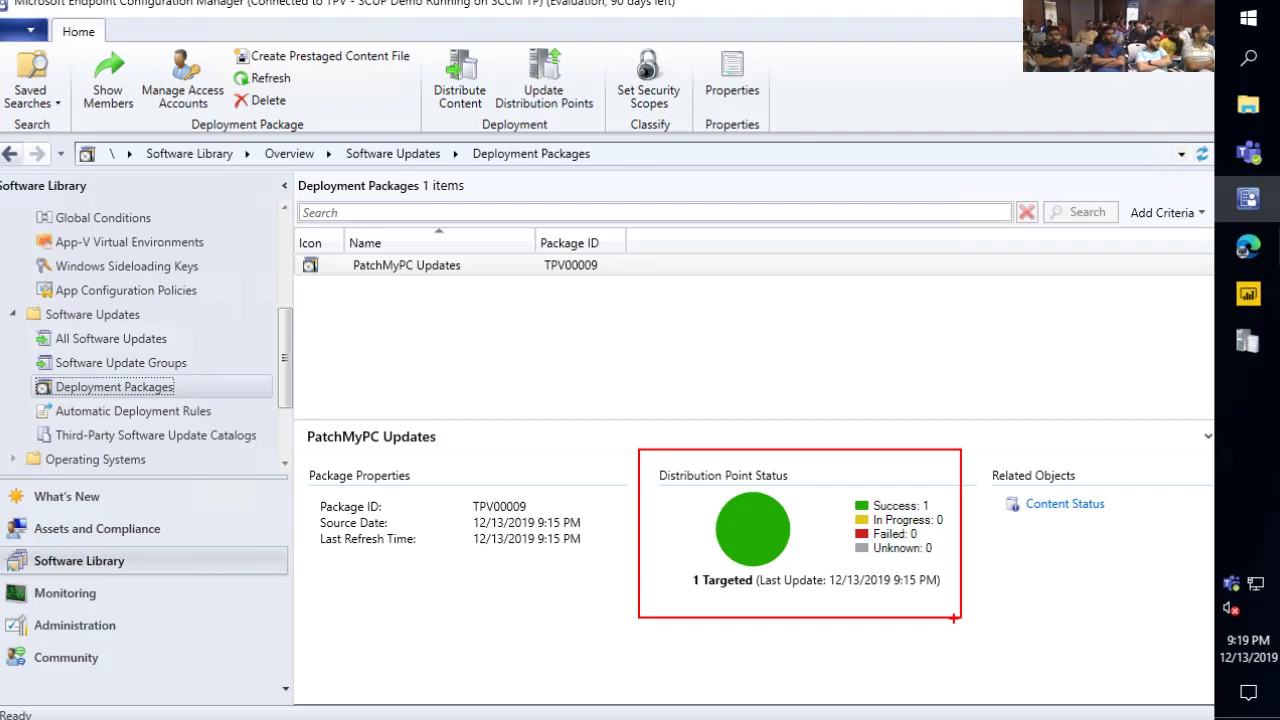 Microsoft Endpoint Configuration Manager (Connected to TPV - SCUP Demo Running on SCCM TP) (Evaluation, 90 days left)
Home
Saved Searches
Show Members
Manage Access Accounts
Create Prestaged Content File
Refresh
Delete
Distribute Content
Update Distribution Points
Set Security Scopes
Properties
Search
Deployment Package
Deployment
Classify
Properties
\ Software Library Overview Software Updates Deployment Packages
Software Library
Global Conditions
App-V Virtual Environments
Windows Sideloading Keys
App Configuration Policies
Software Updates
All Software Updates
Software Update Groups
Deployment Packages
Automatic Deployment Rules
Third-Party Software Update Catalogs
Operating Systems
What's New
Assets and Compliance
Software Library
Monitoring
Administration
Community
Ready
Deployment Packages 1 items
Search
Search
Add Criteria
Icon Name Package ID
PatchMyPC Updates TPV00009
PatchMyPC Updates
Package Properties
Package ID: TPV00009
Source Date: 12/13/2019 9:15 PM
Last Refresh Time: 12/13/2019 9:15 PM
Distribution Point Status
Success: 1
In Progress: 0
Failed: 0
Unknown: 0
1 Targeted (Last Update: 12/13/2019 9:15 PM)
Related Objects
Content Status
9:19 PM
12/13/2019